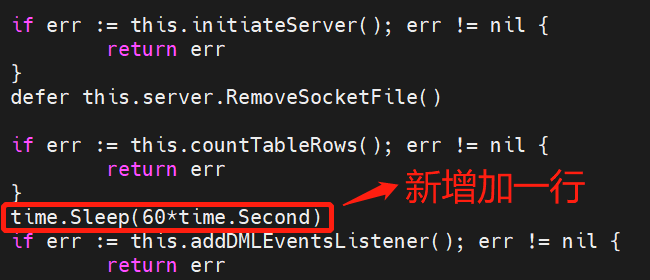 if err := this.initiateServer(); err != nil {
        return err
}
defer this.server.RemoveSocketFile()
if err := this.countTableRows(); err != nil {
        return err
}
time.Sleep(60*time.Second)
新增加一行
if err := this.addDMLEventsListener(); err != nil {
        return err